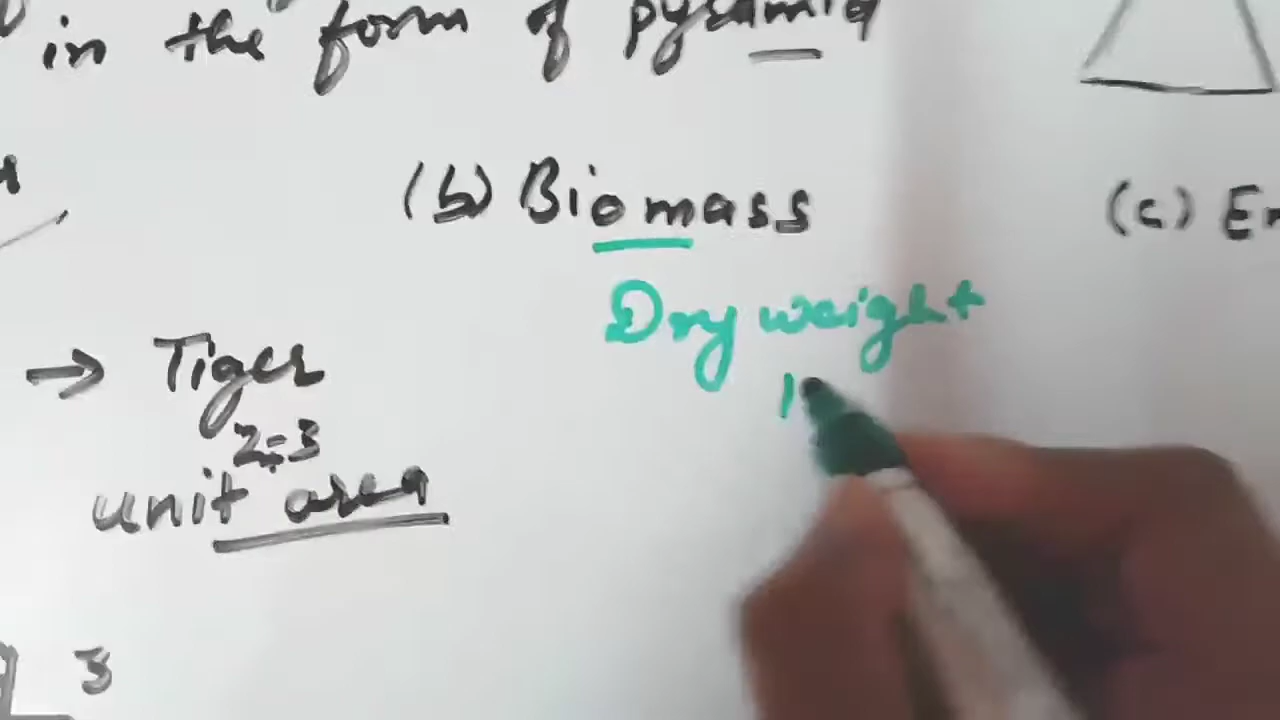 in the form of pyramid
(b) Biomass
(c) En
Dry weight
→ Tiger
2-3
unit area
3